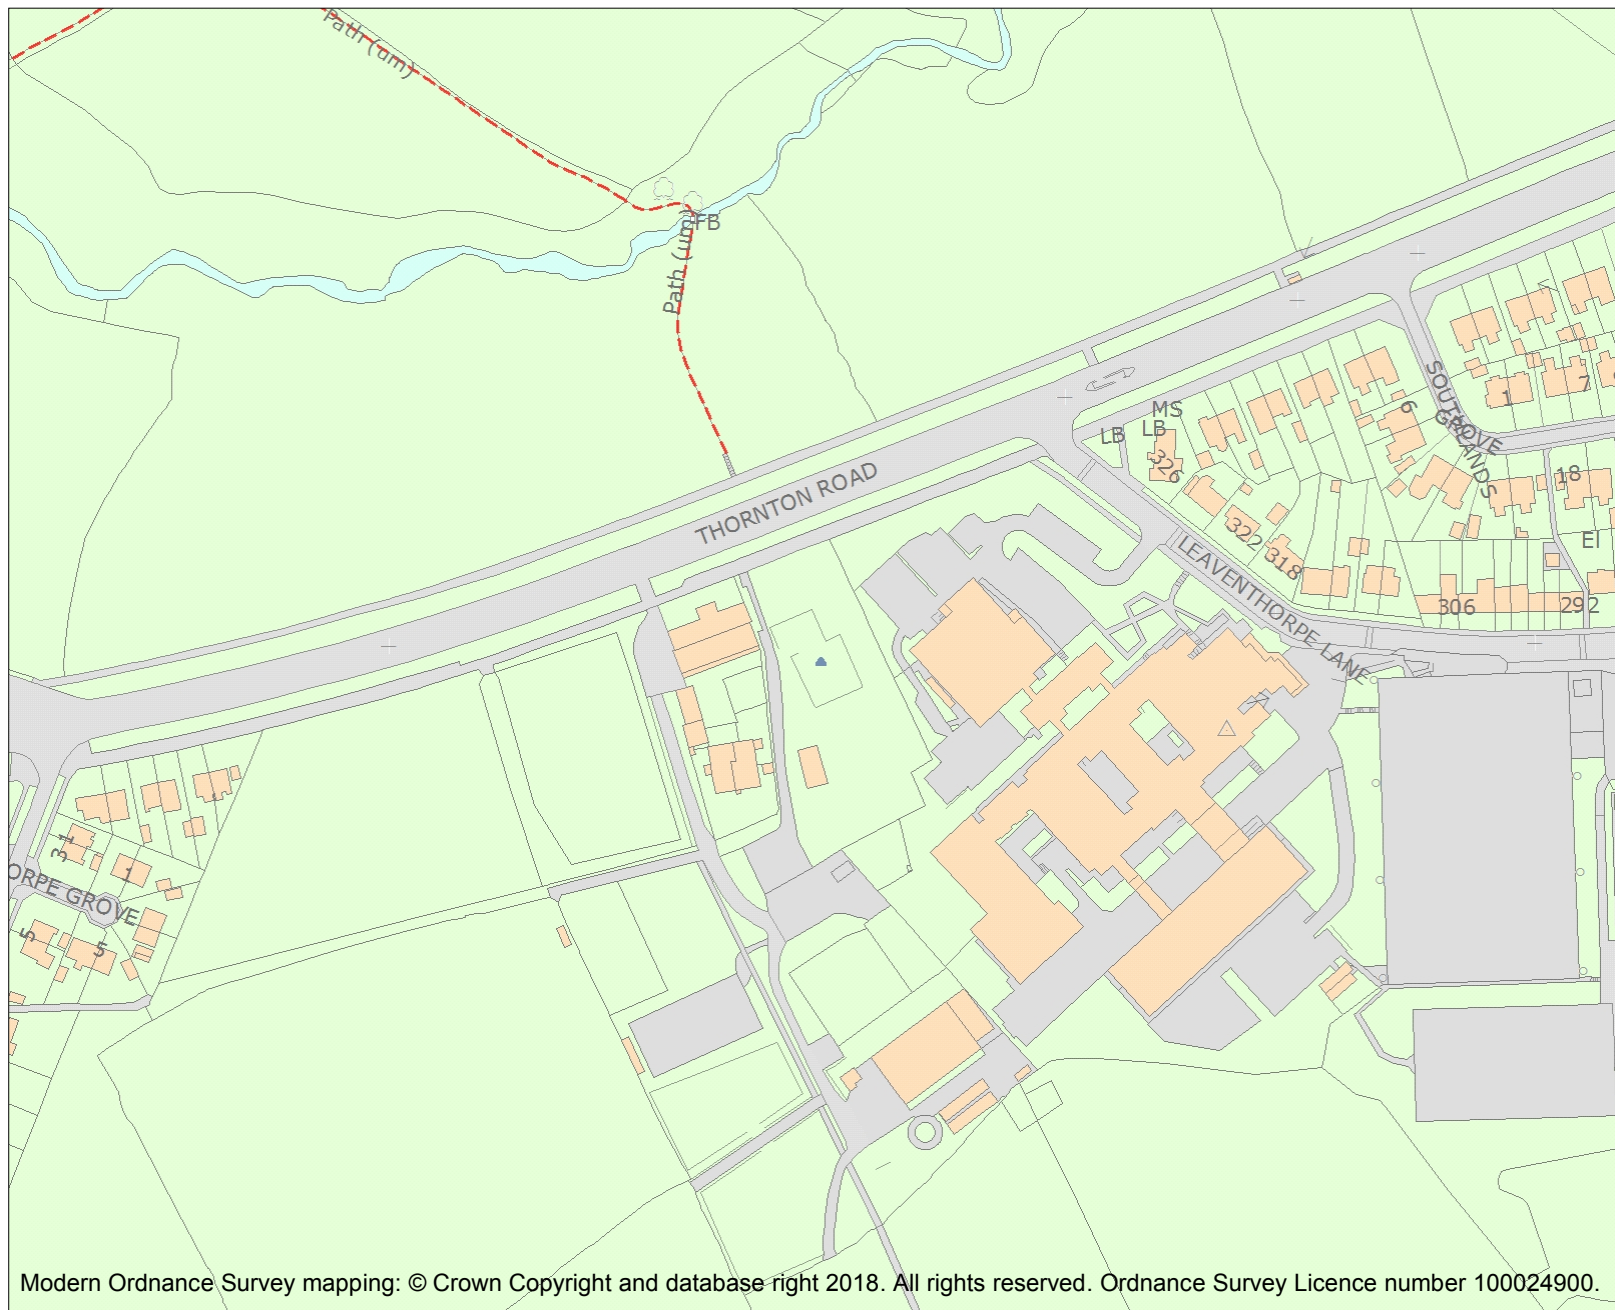 Path (um)
FB
Path (um)
THORNTON ROAD
MS
LB
LB
326
322
318
LEAVENTHORPE LANE
306
292
SOUTHLANDS
GROVE
6
1
7
18
El
31
1
ORPE GROVE
5
5
Modern Ordnance Survey mapping: © Crown Copyright and database right 2018. All rights reserved. Ordnance Survey Licence number 100024900.